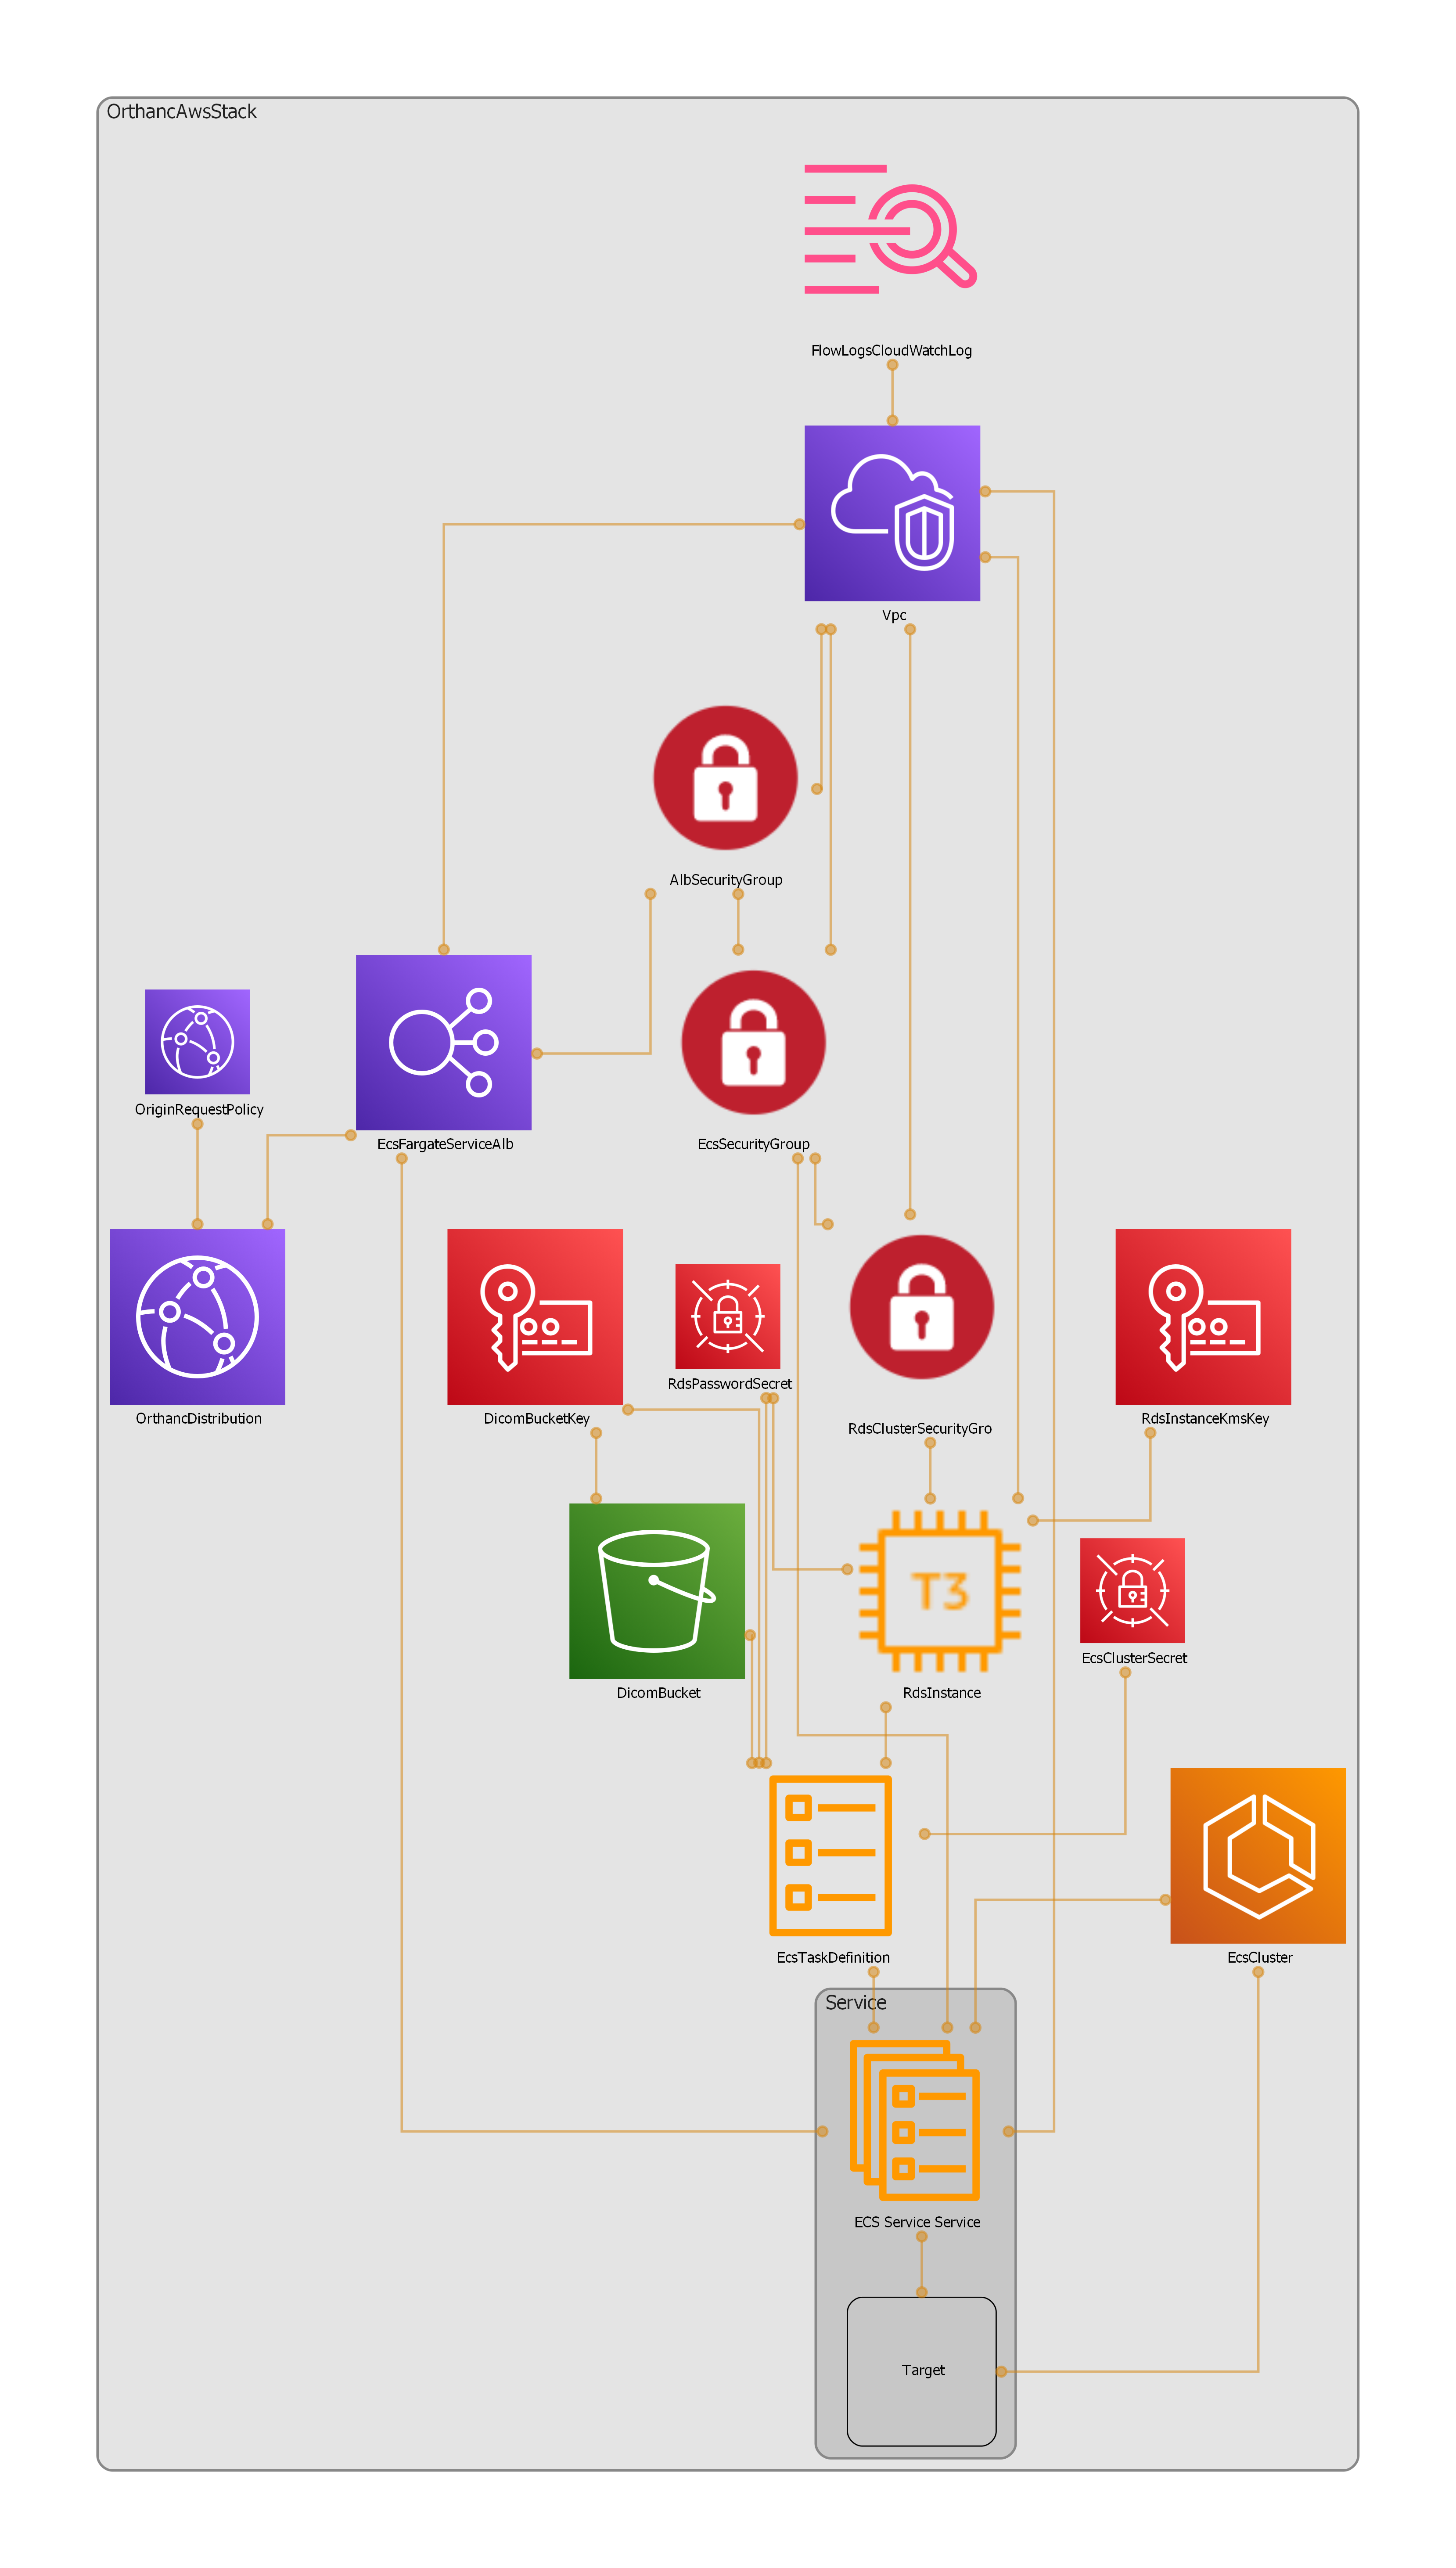 OrthancAwsStack
FlowLogsCloudWatchLog
Vpc
AlbSecurityGroup
OriginRequestPolicy
EcsFargateServiceAlb
EcsSecurityGroup
OrthancDistribution
DicomBucketKey
RdsPasswordSecret
RdsClusterSecurityGro
RdsInstanceKmsKey
T3
DicomBucket
RdsInstance
EcsClusterSecret
EcsTaskDefinition
EcsCluster
Service
ECS Service Service
Target